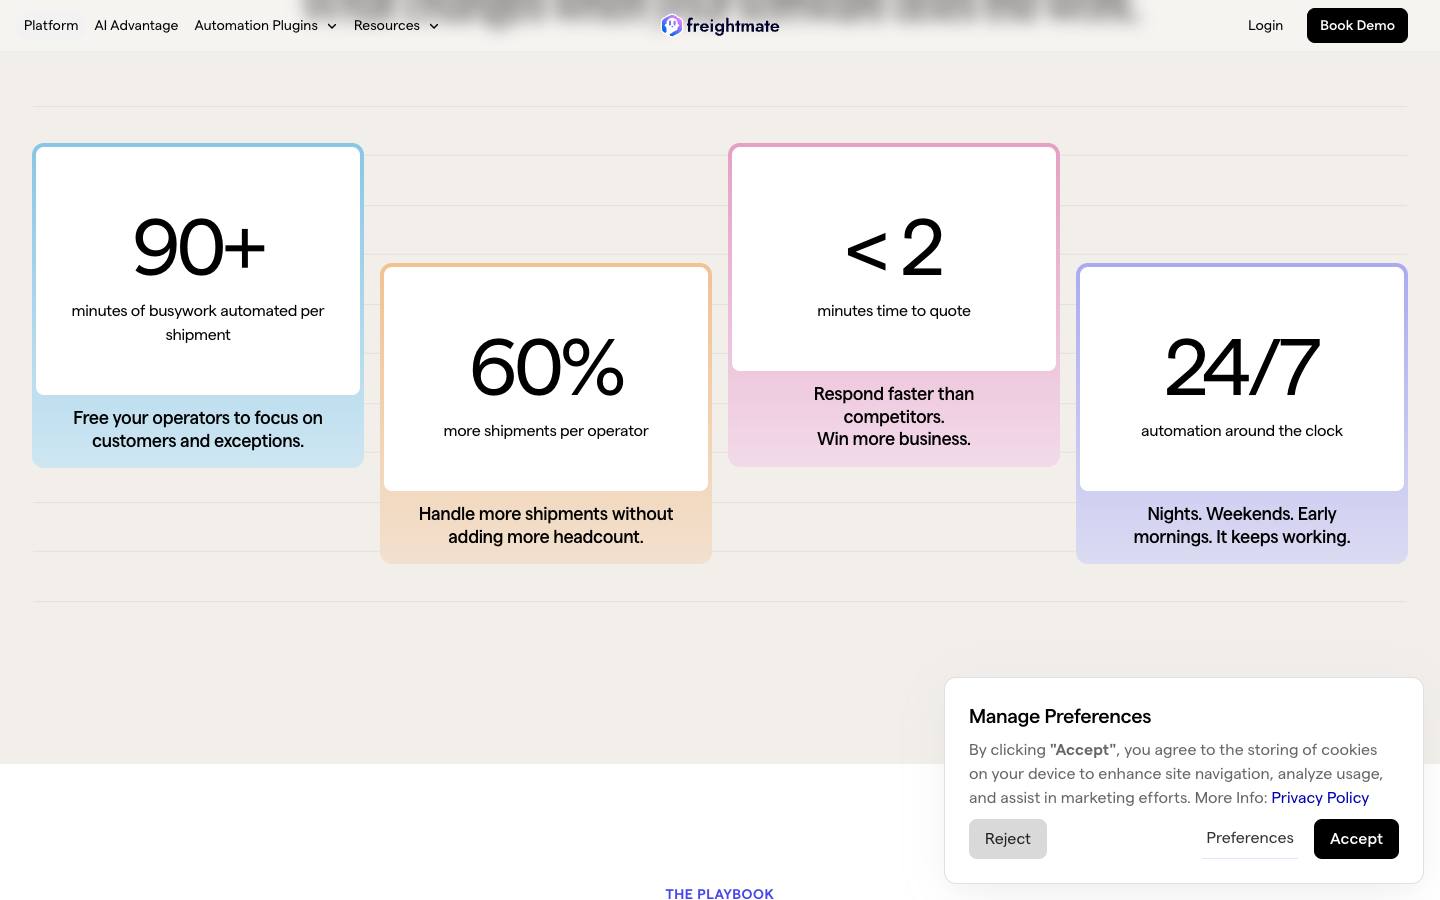 Platform
AI Advantage
Automation Plugins
Resources
freightmate
Login
Book Demo
90+
minutes of busywork automated per
shipment
Free your operators to focus on
customers and exceptions.
60%
more shipments per operator
Handle more shipments without
adding more headcount.
< 2
minutes time to quote
Respond faster than
competitors.
Win more business.
24/7
automation around the clock
Nights. Weekends. Early
mornings. It keeps working.
Manage Preferences
By clicking "Accept", you agree to the storing of cookies
on your device to enhance site navigation, analyze usage,
and assist in marketing efforts. More Info: Privacy Policy
Reject
Preferences
Accept
THE PLAYBOOK